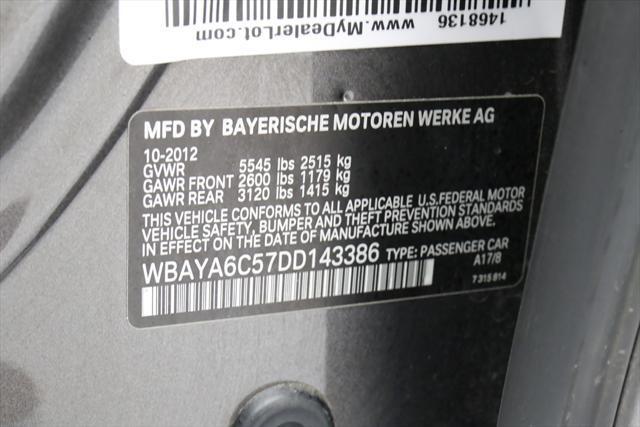 1468136
www.MyDealerLot.com
MFD BY BAYERISCHE MOTOREN WERKE AG
10-2012
GVWR 5545 lbs 2515 kg
GAWR FRONT 2600 lbs 1179 kg
GAWR REAR 3120 lbs 1415 kg
THIS VEHICLE CONFORMS TO ALL APPLICABLE U.S.FEDERAL MOTOR
VEHICLE SAFETY, BUMPER AND THEFT PREVENTION STANDARDS
IN EFFECT ON THE DATE OF MANUFACTURE SHOWN ABOVE.
WBAYA6C57DD143386 TYPE: PASSENGER CAR
A17/8
7 315 814